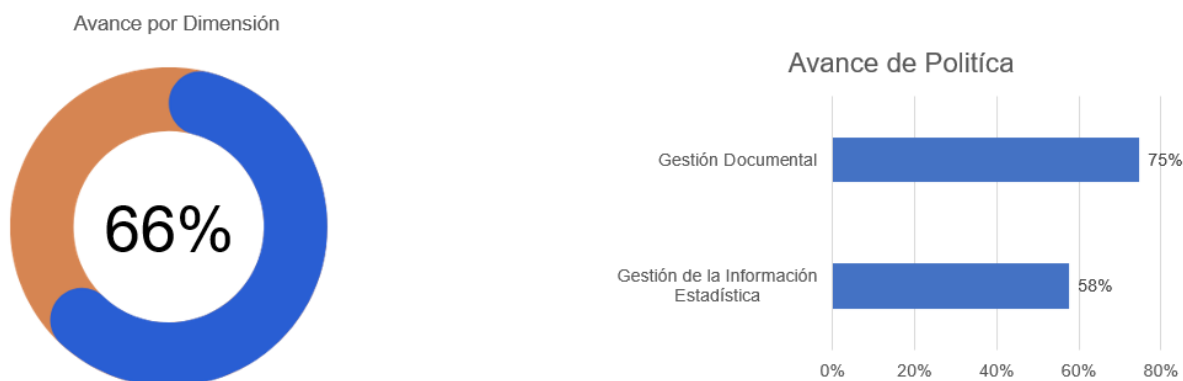 Avance por Dimensión
66%
Avance de Politíca
Gestión Documental
75%
Gestión de la Información
Estadística
58%
0%
20%
40%
60%
80%